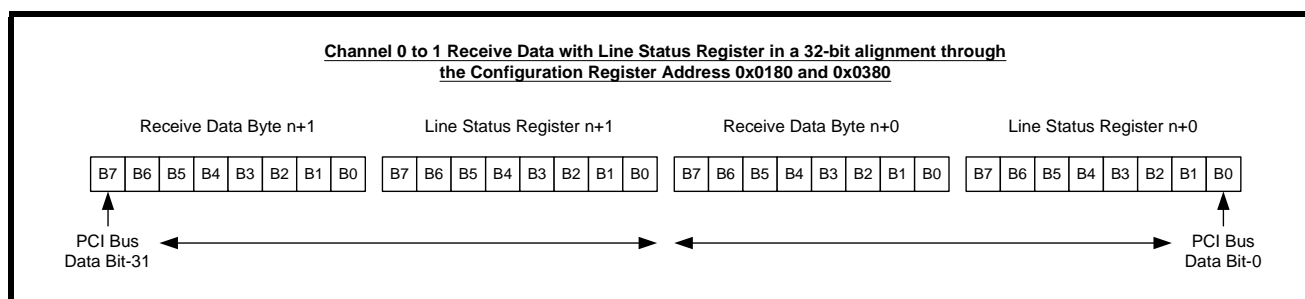 Channel 0 to 1 Receive Data with Line Status Register in a 32-bit alignment through
the Configuration Register Address 0x0180 and 0x0380
Receive Data Byte n+1 Line Status Register n+1 Receive Data Byte n+0 Line Status Register n+0
B7 B6 B5 B4 B3 B2 B1 B0 B7 B6 B5 B4 B3 B2 B1 B0 B7 B6 B5 B4 B3 B2 B1 B0 B7 B6 B5 B4 B3 B2 B1 B0
PCI Bus
Data Bit-31
PCI Bus
Data Bit-0